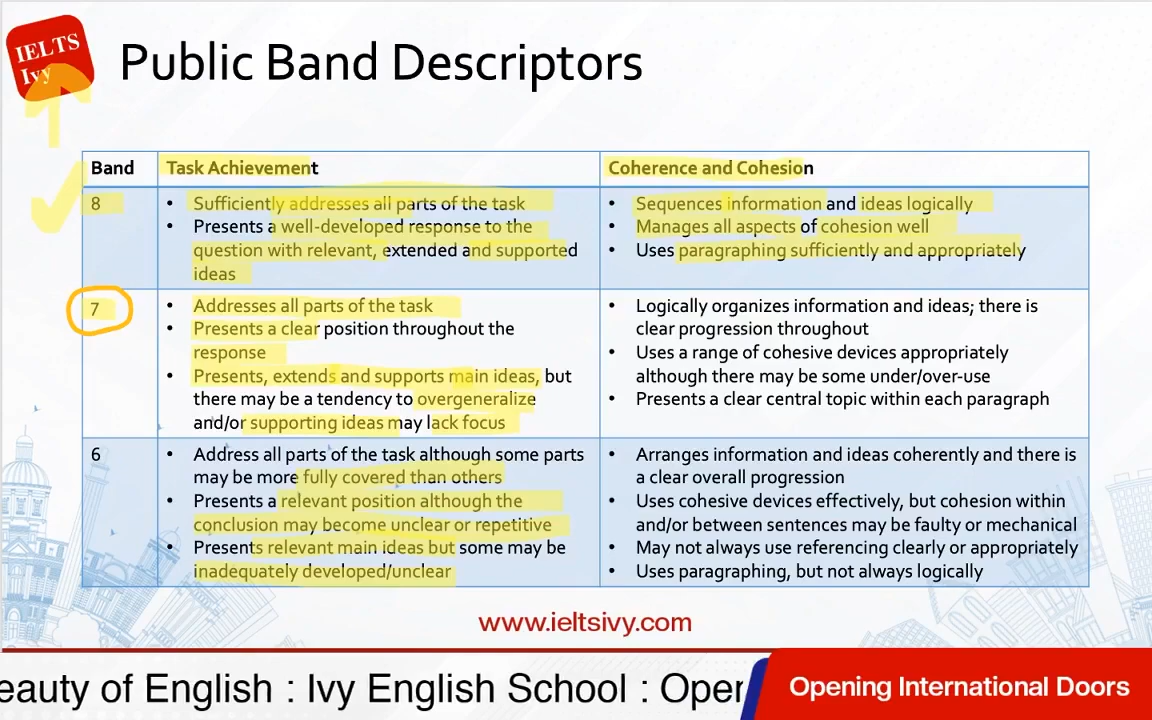 IELTS
Ivy
Public Band Descriptors
Band
Task Achievement
Coherence and Cohesion
8
• Sufficiently addresses all parts of the task
• Presents a well-developed response to the
question with relevant, extended and supported
ideas
• Sequences information and ideas logically
• Manages all aspects of cohesion well
• Uses paragraphing sufficiently and appropriately
7
• Addresses all parts of the task
• Presents a clear position throughout the
response
• Presents, extends and supports main ideas, but
there may be a tendency to overgeneralize
and/or supporting ideas may lack focus
• Logically organizes information and ideas; there is
clear progression throughout
• Uses a range of cohesive devices appropriately
although there may be some under/over-use
• Presents a clear central topic within each paragraph
6
• Address all parts of the task although some parts
may be more fully covered than others
• Presents a relevant position although the
conclusion may become unclear or repetitive
• Presents relevant main ideas but some may be
inadequately developed/unclear
• Arranges information and ideas coherently and there is
a clear overall progression
• Uses cohesive devices effectively, but cohesion within
and/or between sentences may be faulty or mechanical
• May not always use referencing clearly or appropriately
• Uses paragraphing, but not always logically
www.ieltsivy.com
eauty of English : Ivy English School : Oper
Opening International Doors